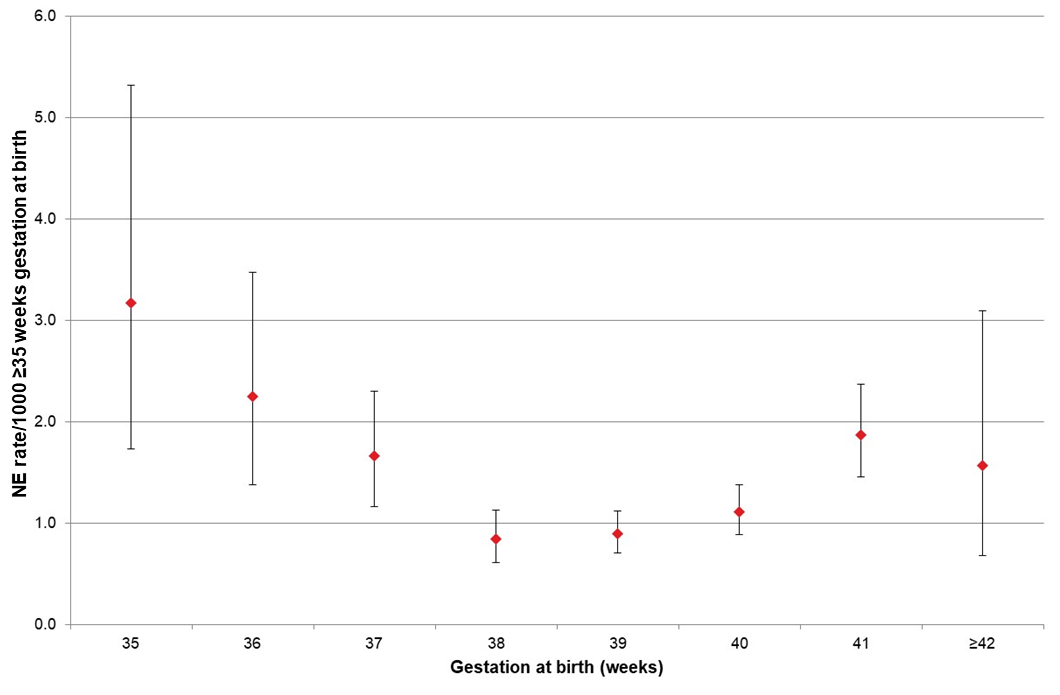 6.0
5.0
4.0
3.0
2.0
1.0
0.0
NE rate/1000 ≥35 weeks gestation at birth
35 36 37 38 39 40 41 ≥42
Gestation at birth (weeks)